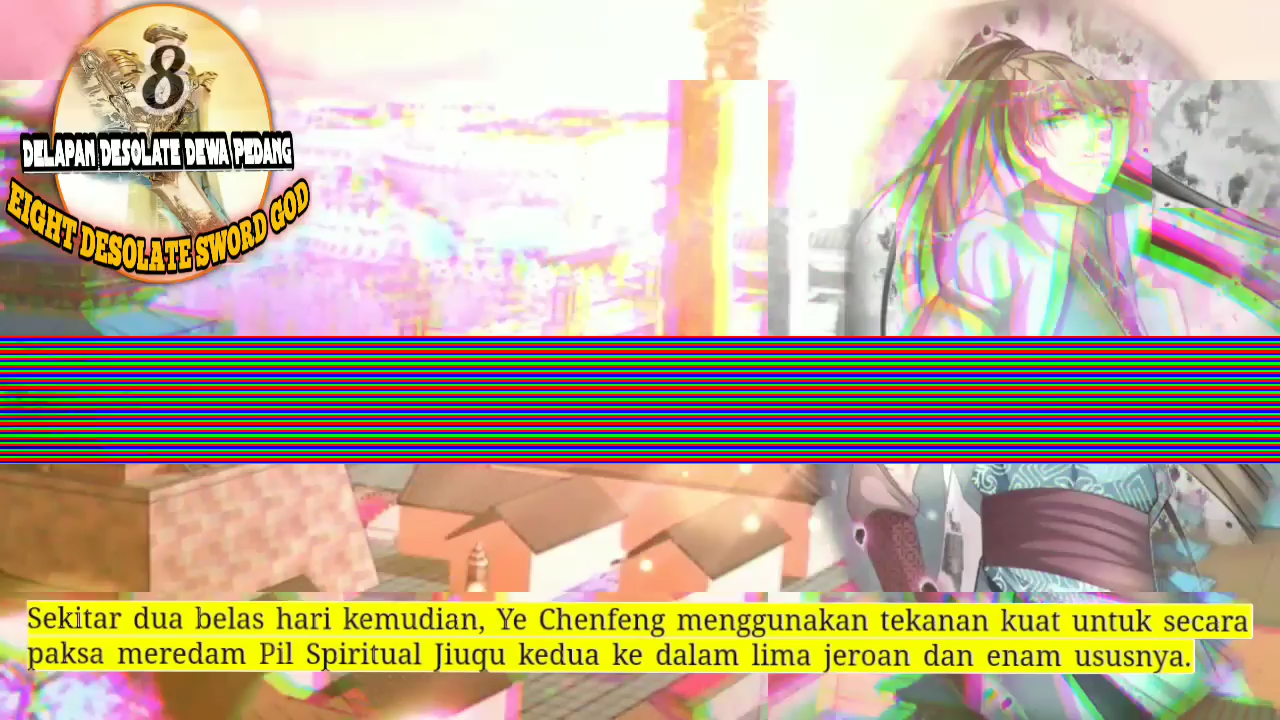 8
DELAPAN DESOLATE DEWA PEDANG
EIGHT DESOLATE SWORD GOD
Sekitar dua belas hari kemudian, Ye Chenfeng menggunakan tekanan kuat untuk secara
paksa meredam Pil Spiritual Jiuqu kedua ke dalam lima jeroan dan enam ususnya.